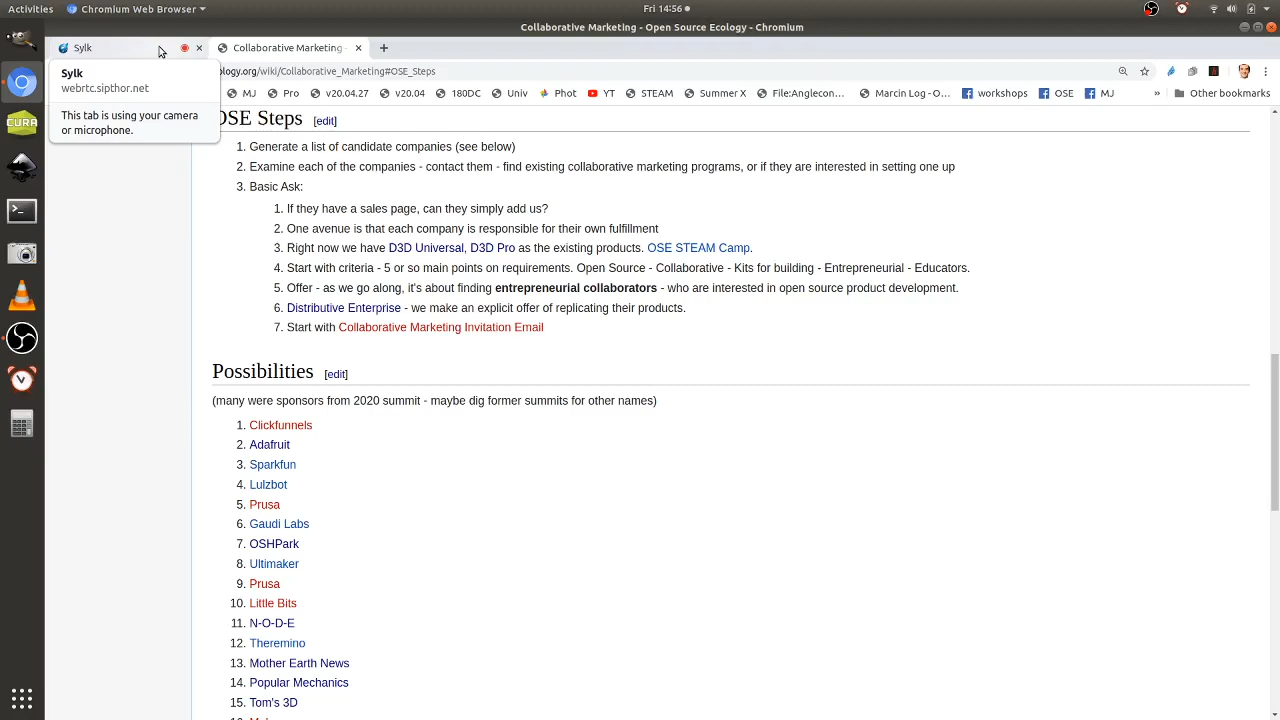 Activities Chromium Web Browser Fri 14:56
Collaborative Marketing - Open Source Ecology - Chromium
Sylk Collaborative Marketing -
ology.org/wiki/Collaborative_Marketing#OSE_Steps
MJ Pro v20.04.27 v20.04 180DC Univ Phot YT STEAM Summer X File:Anglecon... Marcin Log - O... workshops OSE MJ » Other bookmarks
Sylk
webrtc.sipthor.net
This tab is using your camera
or microphone.
OSE Steps [edit]
1. Generate a list of candidate companies (see below)
2. Examine each of the companies - contact them - find existing collaborative marketing programs, or if they are interested in setting one up
3. Basic Ask:
1. If they have a sales page, can they simply add us?
2. One avenue is that each company is responsible for their own fulfillment
3. Right now we have D3D Universal, D3D Pro as the existing products. OSE STEAM Camp.
4. Start with criteria - 5 or so main points on requirements. Open Source - Collaborative - Kits for building - Entrepreneurial - Educators.
5. Offer - as we go along, it's about finding entrepreneurial collaborators - who are interested in open source product development.
6. Distributive Enterprise - we make an explicit offer of replicating their products.
7. Start with Collaborative Marketing Invitation Email
Possibilities [edit]
(many were sponsors from 2020 summit - maybe dig former summits for other names)
1. Clickfunnels
2. Adafruit
3. Sparkfun
4. Lulzbot
5. Prusa
6. Gaudi Labs
7. OSHPark
8. Ultimaker
9. Prusa
10. Little Bits
11. N-O-D-E
12. Theremino
13. Mother Earth News
14. Popular Mechanics
15. Tom's 3D
CURA